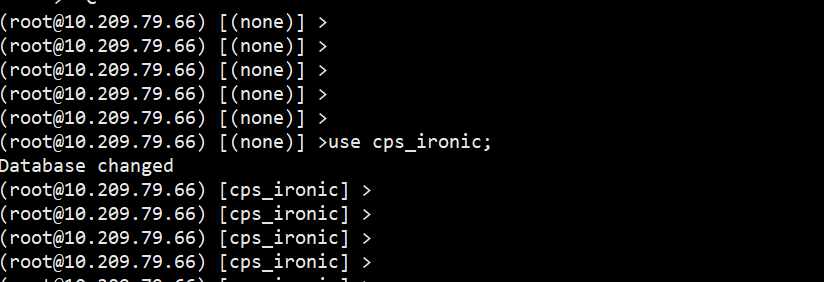 (root@10.209.79.66) [(none)] >
(root@10.209.79.66) [(none)] >
(root@10.209.79.66) [(none)] >
(root@10.209.79.66) [(none)] >
(root@10.209.79.66) [(none)] >
(root@10.209.79.66) [(none)] >use cps_ironic;
Database changed
(root@10.209.79.66) [cps_ironic] >
(root@10.209.79.66) [cps_ironic] >
(root@10.209.79.66) [cps_ironic] >
(root@10.209.79.66) [cps_ironic] >